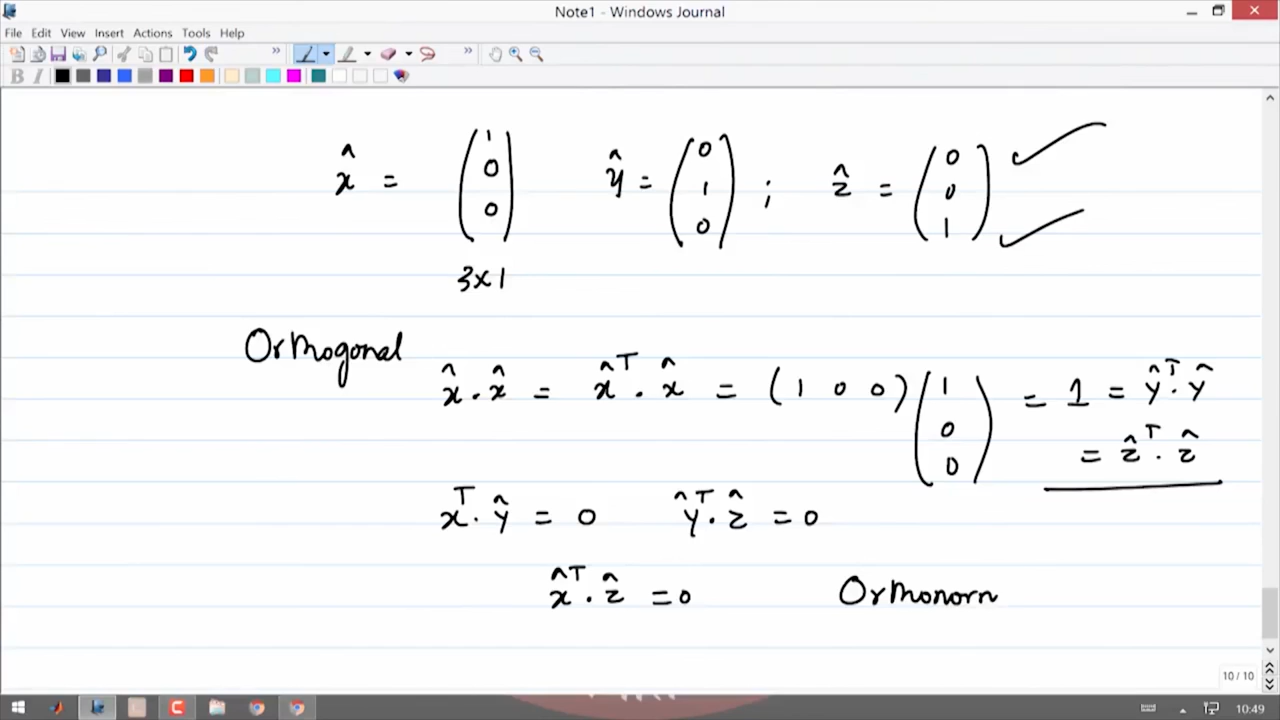 Note1 - Windows Journal
File Edit View Insert Actions Tools Help
x̂ = (1 0 0) ŷ = (0 1 0) ; ẑ = (0 0 1)
3x1
Orthogonal
x̂ . x̂ = x̂ᵀ . x̂ = (1 0 0) (1 0 0) = 1 = ŷᵀ . ŷ
= ẑᵀ . ẑ
xᵀ . ŷ = 0 ŷᵀ . ẑ = 0
x̂ᵀ . ẑ = 0 Orthonorn
10 / 10
10:49